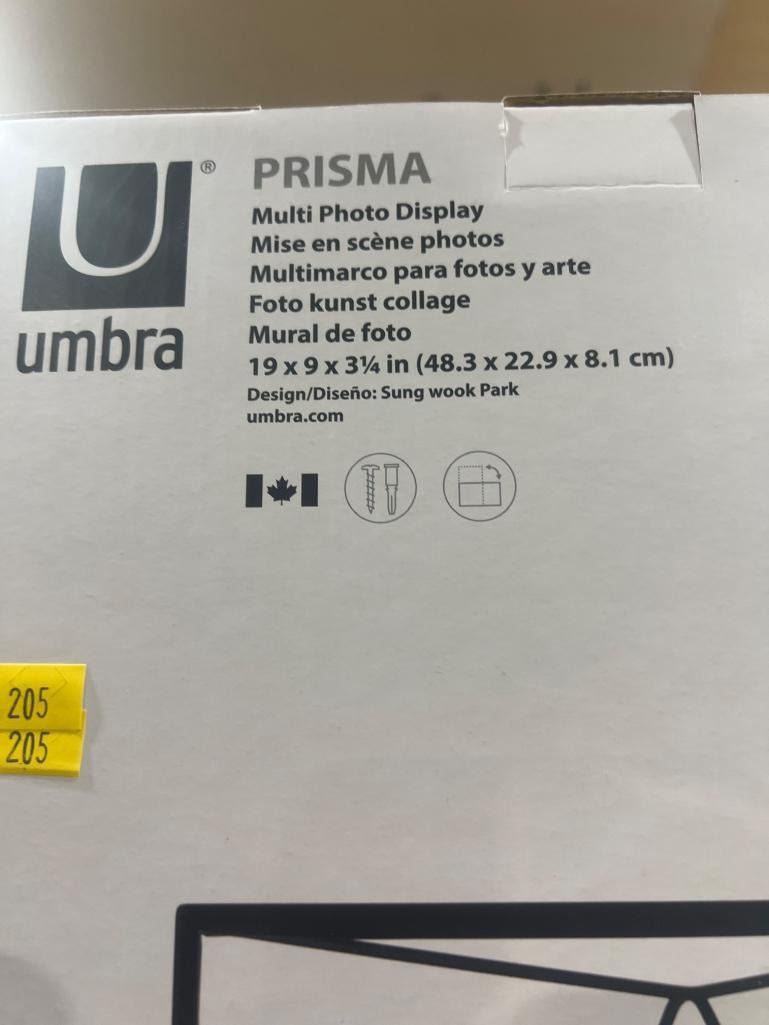 U®
umbra
PRISMA
Multi Photo Display
Mise en scène photos
Multimarco para fotos y arte
Foto kunst collage
Mural de foto
19 x 9 x 3¼ in (48.3 x 22.9 x 8.1 cm)
Design/Diseño: Sung wook Park
umbra.com
205
205